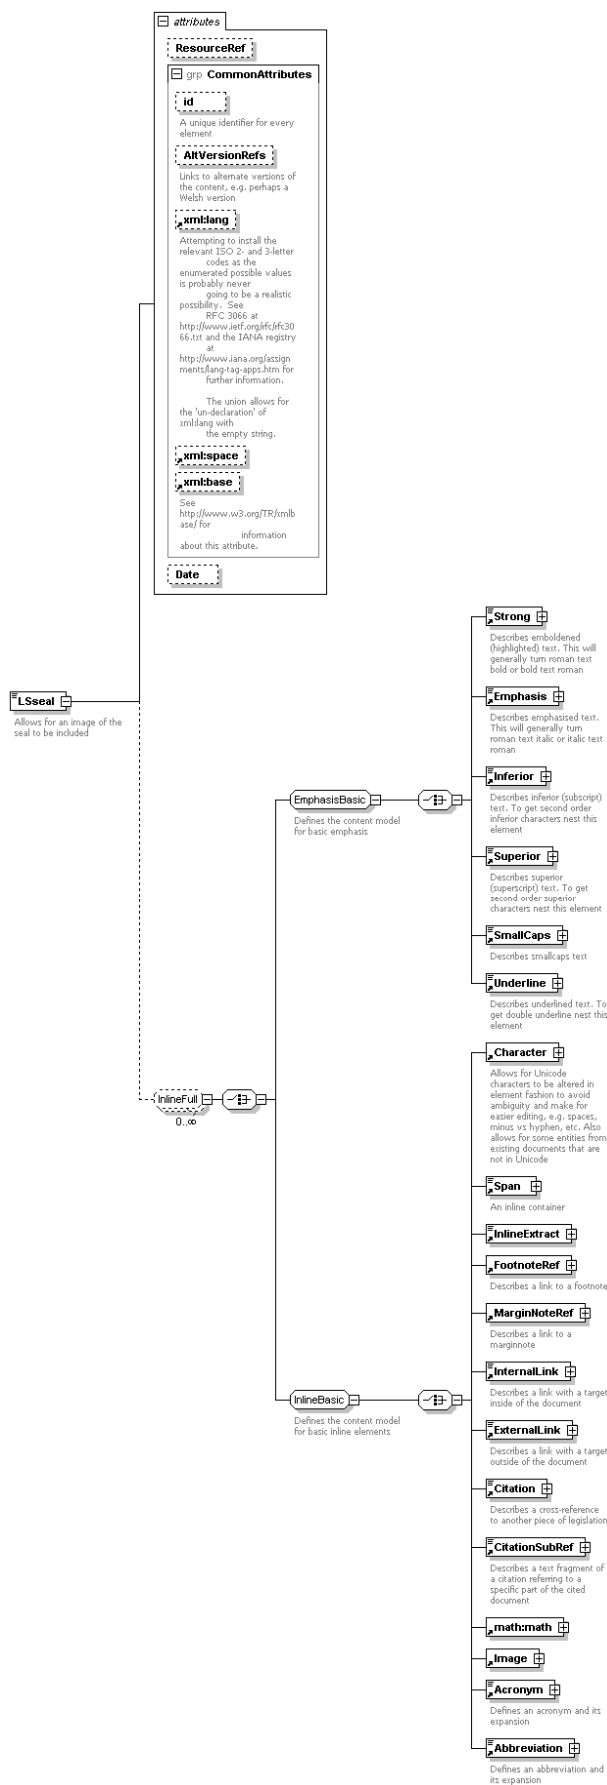 attributes
ResourceRef
grp CommonAttributes
id
A unique identifier for every
element
AltVersionRefs
Links to alternate versions of
the content, e.g. perhaps a
Welsh version
xml:lang
Attempting to install the
relevant ISO 2- and 3-letter
codes as the
enumerated possible values
is probably never
going to be a realistic
possibility. See
RFC 3066 at
http://www.ietf.org/rfc/rfc30
66.txt and the IANA registry
at
http://www.iana.org/assign
ments/lang-tag-apps.htm for
further information.
The union allows for
the 'un-declaration' of
xml:lang with
the empty string.
xml:space
xml:base
See
http://www.w3.org/TR/xmlb
ase/ for
information
about this attribute.
Date
LSseal
Allows for an image of the
seal to be included
InlineFull
0..∞
EmphasisBasic
Defines the content model
for basic emphasis
Strong
Describes emboldened
(highlighted) text. This will
generally turn roman text
bold or bold text roman
Emphasis
Describes emphasised text.
This will generally turn
roman text italic or italic text
roman
Inferior
Describes inferior (subscript)
text. To get second order
inferior characters nest this
element
Superior
Describes superior
(superscript) text. To get
second order superior
characters nest this element
SmallCaps
Describes smallcaps text
Underline
Describes underlined text. To
get double underline nest this
element
InlineBasic
Defines the content model
for basic inline elements
Character
Allows for Unicode
characters to be altered in
element fashion to avoid
ambiguity and make for
easier editing, e.g. spaces,
minus vs hyphen, etc. Also
allows for some entities from
existing documents that are
not in Unicode
Span
An inline container
InlineExtract
FootnoteRef
Describes a link to a footnote
MarginNoteRef
Describes a link to a
marginnote
InternalLink
Describes a link with a target
inside of the document
ExternalLink
Describes a link with a target
outside of the document
Citation
Describes a cross-reference
to another piece of legislation
CitationSubRef
Describes a text fragment of
a citation referring to a
specific part of the cited
document
math:math
Image
Acronym
Defines an acronym and its
expansion
Abbreviation
Defines an abbreviation and
its expansion